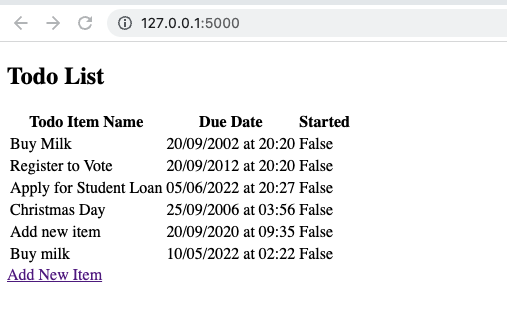 127.0.0.1:5000
Todo List
Todo Item Name Due Date Started
Buy Milk 20/09/2002 at 20:20 False
Register to Vote 20/09/2012 at 20:20 False
Apply for Student Loan 05/06/2022 at 20:27 False
Christmas Day 25/09/2006 at 03:56 False
Add new item 20/09/2020 at 09:35 False
Buy milk 10/05/2022 at 02:22 False
Add New Item